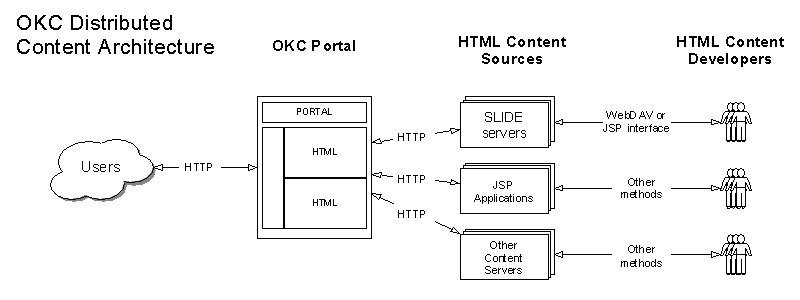 OKC Distributed
Content Architecture
OKC Portal
HTML Content
Sources
HTML Content
Developers
PORTAL
HTML
HTML
Users
HTTP
HTTP
HTTP
HTTP
SLIDE
servers
JSP
Applications
Other
Content
Servers
WebDAV or
JSP interface
Other
methods
Other
methods